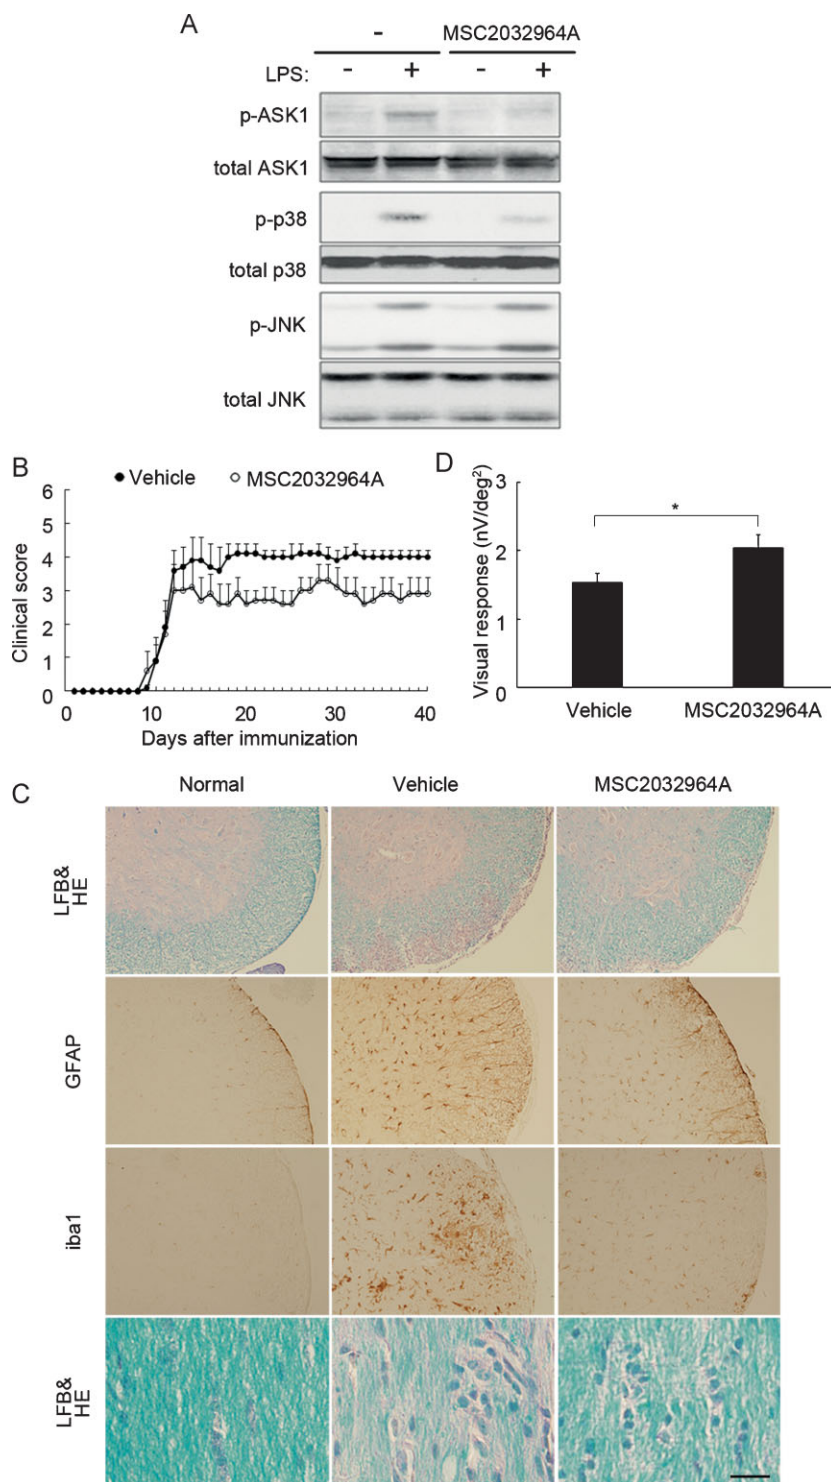 A
- MSC2032964A
LPS: - + - +
p-ASK1
total ASK1
p-p38
total p38
p-JNK
total JNK
B
Vehicle MSC2032964A
Clinical score
6
5
4
3
2
1
0
0 10 20 30 40
Days after immunization
D
Visual response (nV/deg²)
3
2
1
0
*
Vehicle MSC2032964A
C
Normal Vehicle MSC2032964A
LFB&
HE
GFAP
iba1
LFB&
HE